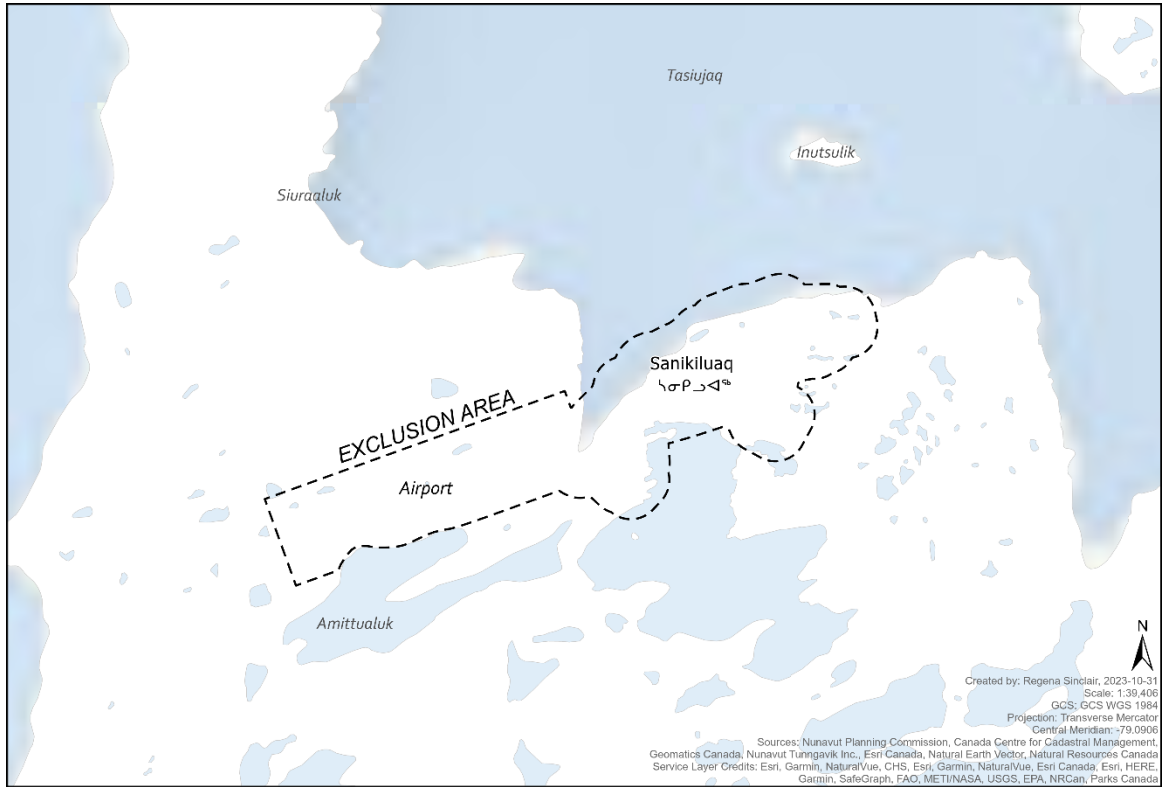 Tasiujaq
Inutsulik
Siuraaluk
Sanikiluaq
ᓴᓂᑭᓗᐊᖅ
EXCLUSION AREA
Airport
Amittualuk
N
Created by: Regena Sinclair, 2023-10-31
Scale: 1:39,406
GCS: GCS WGS 1984
Projection: Transverse Mercator
Central Meridian: -79.0906
Sources: Nunavut Planning Commission, Canada Centre for Cadastral Management,
Geomatics Canada, Nunavut Tunngavik Inc., Esri Canada, Natural Earth Vector, Natural Resources Canada
Service Layer Credits: Esri, Garmin, NaturalVue, CHS, Esri, Garmin, NaturalVue, Esri Canada, Esri, HERE,
Garmin, SafeGraph, FAO, METI/NASA, USGS, EPA, NRCan, Parks Canada